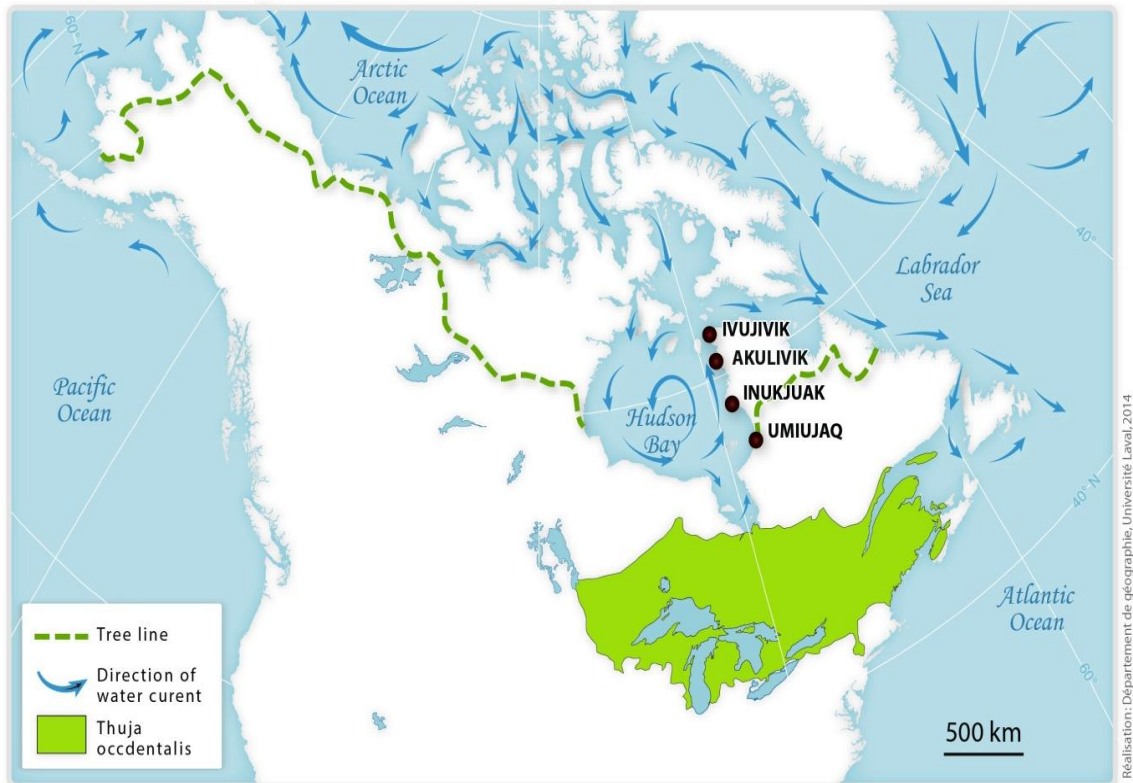 60° N
Arctic
Ocean
40°
Labrador
Sea
IVUJIVIK
AKULIVIK
Pacific
Ocean
INUKJUAK
Hudson
Bay
UMIUJAQ
40° N
Atlantic
Ocean
60°
Tree line
Direction of
water curent
Thuja
occdentalis
500 km
Réalisation: Département de géographie, Université Laval, 2014